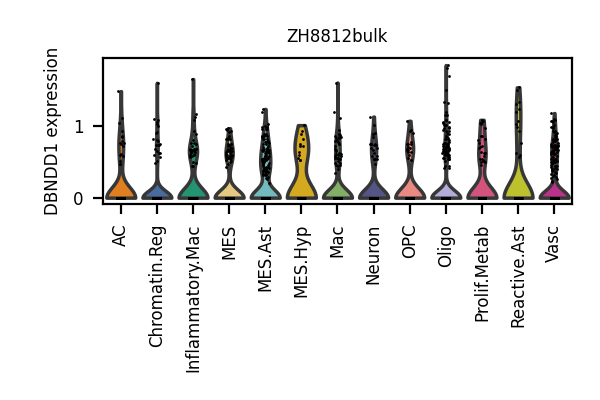 ZH8812bulk
DBNDD1 expression
1
0
AC
Chromatin.Reg
Inflammatory.Mac
MES
MES.Ast
MES.Hyp
Mac
Neuron
OPC
Oligo
Prolif.Metab
Reactive.Ast
Vasc